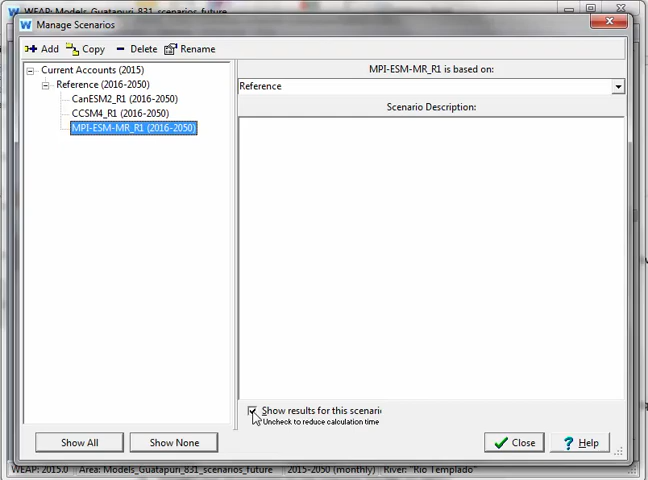 WEAP: Models_Guatapuri_831_scenarios_future
Manage Scenarios
Add Copy Delete Rename
Current Accounts (2015)
Reference (2016-2050)
CanESM2_R1 (2016-2050)
CCSM4_R1 (2016-2050)
MPI-ESM-MR_R1 (2016-2050)
MPI-ESM-MR_R1 is based on:
Reference
Scenario Description:
Show results for this scenario
Uncheck to reduce calculation time
Show All Show None Close Help
WEAP: 2015.0 Area: Models_Guatapuri_831_scenarios_future 2015-2050 (monthly) River: "Rio Templado"